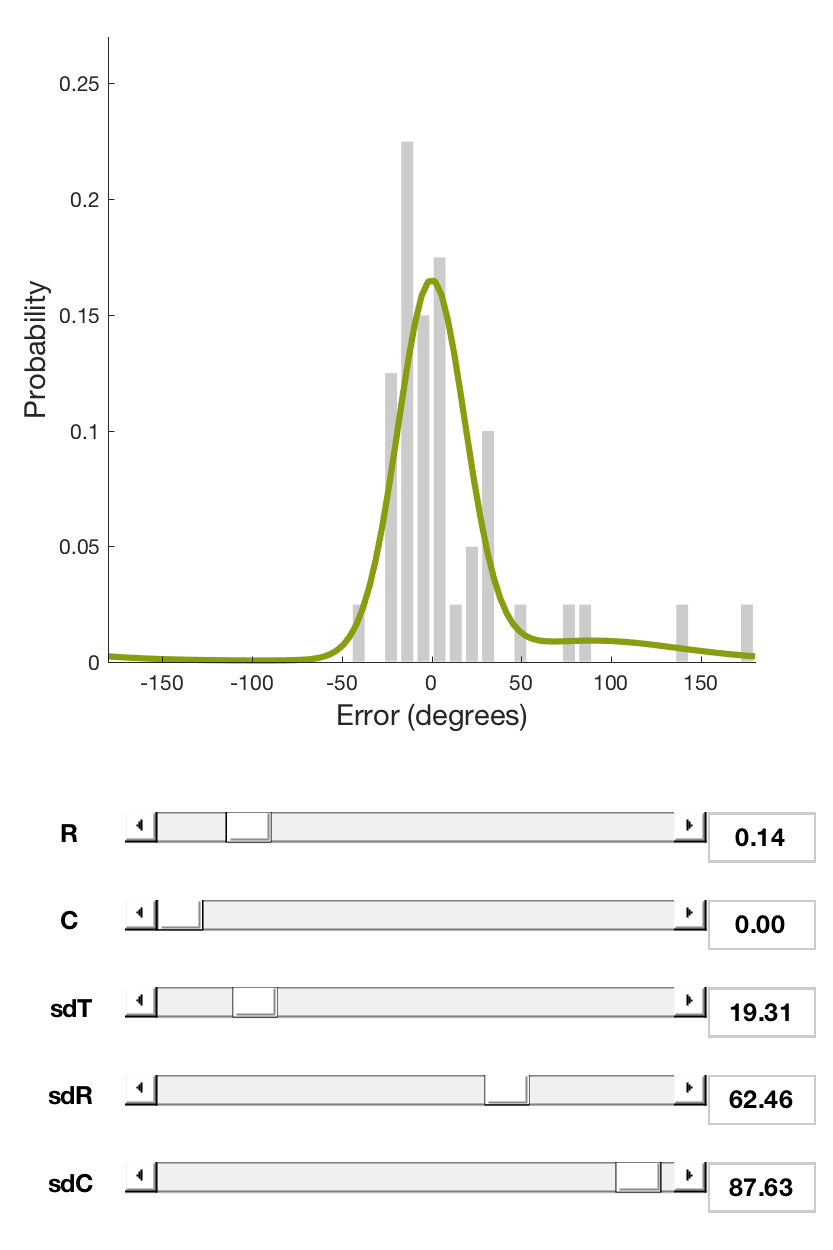 0.25
0.2
0.15
0.1
0.05
0
Probability
-150 -100 -50 0 50 100 150
Error (degrees)
R 0.14
C 0.00
sdT 19.31
sdR 62.46
sdC 87.63